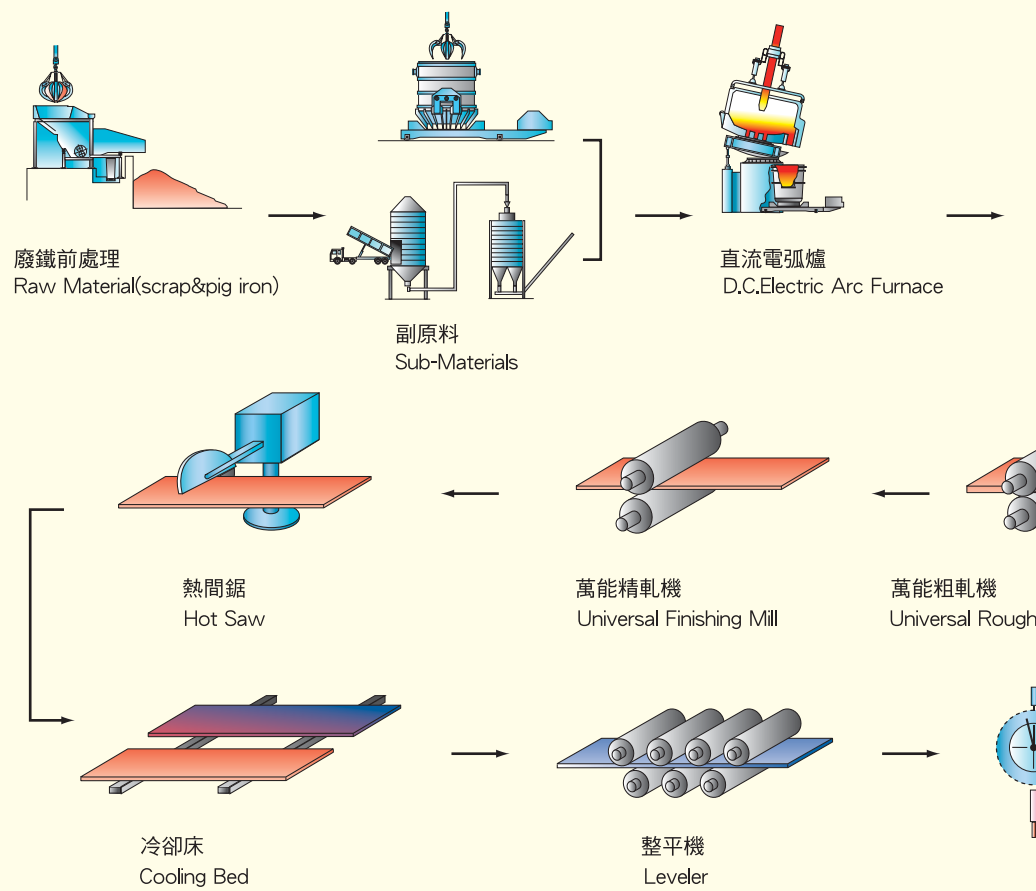 廢鐵前處理
Raw Material(scrap&pig iron)
副原料
Sub-Materials
直流電弧爐
D.C.Electric Arc Furnace
熱間鋸
Hot Saw
萬能精軋機
Universal Finishing Mill
萬能粗軋機
Universal Rough
冷卻床
Cooling Bed
整平機
Leveler